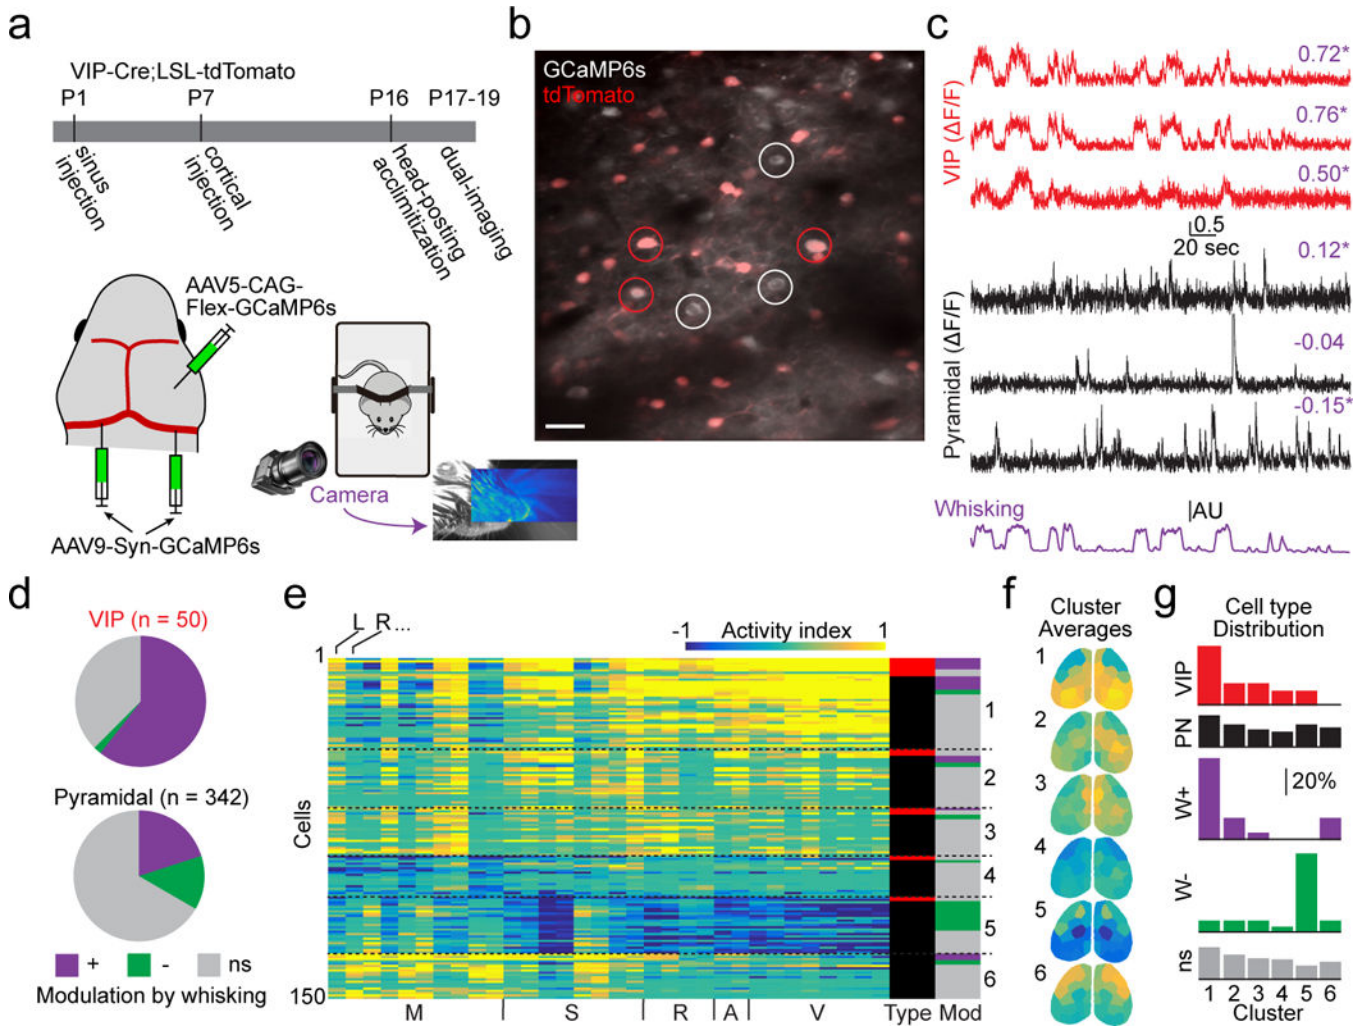 a
VIP-Cre;LSL-tdTomato
P1
P7
P16
P17-19
sinus
injection
cortical
injection
head-posting
acclimitization
dual-imaging
AAV5-CAG-
Flex-GCaMP6s
AAV9-Syn-GCaMP6s
Camera
b
GCaMP6s
tdTomato
c
VIP (ΔF/F)
0.72*
0.76*
0.50*
0.5
20 sec
Pyramidal (ΔF/F)
0.12*
-0.04
-0.15*
Whisking
AU
d
VIP (n = 50)
Pyramidal (n = 342)
+ - ns
Modulation by whisking
e
L R...
-1 Activity index 1
Cells
1
150
1
2
3
4
5
6
M S R A V Type Mod
f
Cluster
Averages
1
2
3
4
5
6
g
Cell type
Distribution
VIP
PN
W+
20%
W-
ns
1 2 3 4 5 6
Cluster